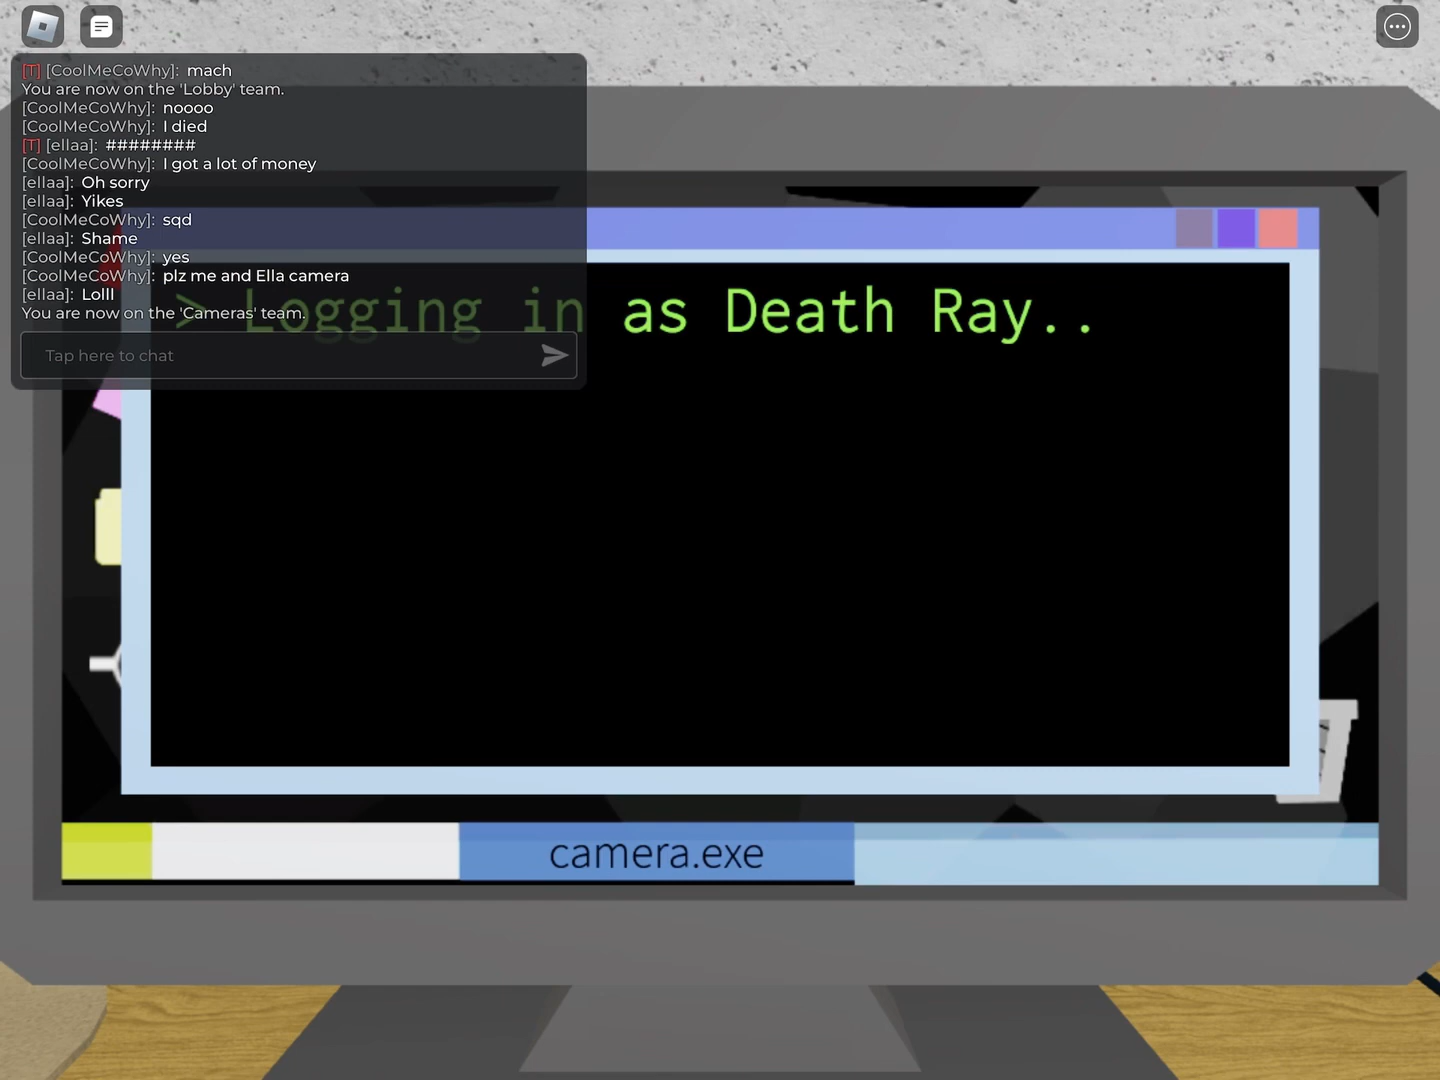 [T] [CoolMeCoWhy]: mach
You are now on the 'Lobby' team.
[CoolMeCoWhy]: noooo
[CoolMeCoWhy]: I died
[T] [ellaa]: ########
[CoolMeCoWhy]: I got a lot of money
[ellaa]: Oh sorry
[ellaa]: Yikes
[CoolMeCoWhy]: sqd
[ellaa]: Shame
[CoolMeCoWhy]: yes
[CoolMeCoWhy]: plz me and Ella camera
[ellaa]: Lolll
You are now on the 'Cameras' team.
Tap here to chat
> Logging in as Death Ray..
camera.exe